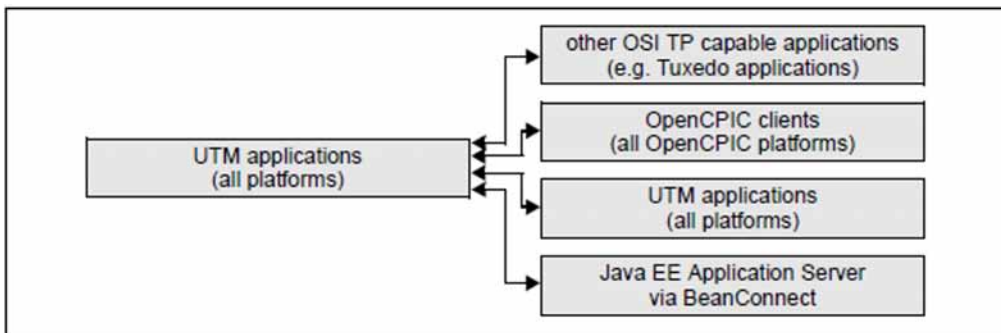 other OSI TP capable applications
(e.g. Tuxedo applications)
OpenCPIC clients
(all OpenCPIC platforms)
UTM applications
(all platforms)
UTM applications
(all platforms)
Java EE Application Server
via BeanConnect